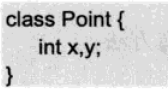 class Point {
int x,y;
}